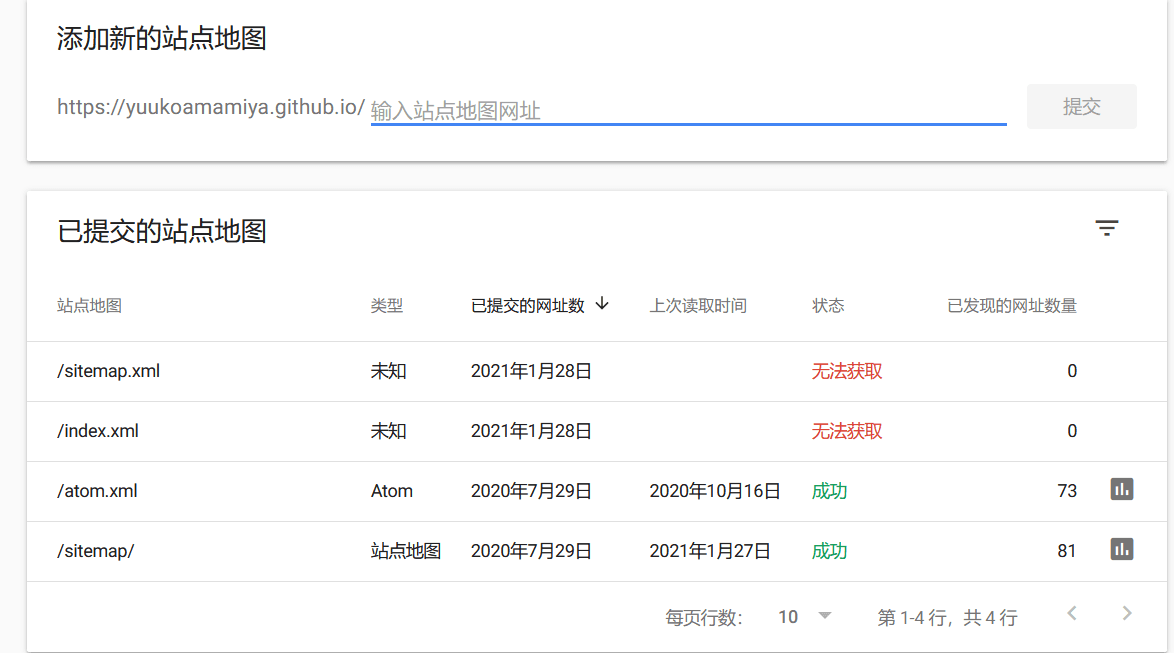 添加新的站点地图
https://yuukoamamiya.github.io/ 输入站点地图网址 提交
已提交的站点地图
站点地图 类型 已提交的网址数 上次读取时间 状态 已发现的网址数量
/sitemap.xml 未知 2021年1月28日 无法获取 0
/index.xml 未知 2021年1月28日 无法获取 0
/atom.xml Atom 2020年7月29日 2020年10月16日 成功 73
/sitemap/ 站点地图 2020年7月29日 2021年1月27日 成功 81
每页行数: 10 第 1-4 行，共 4 行